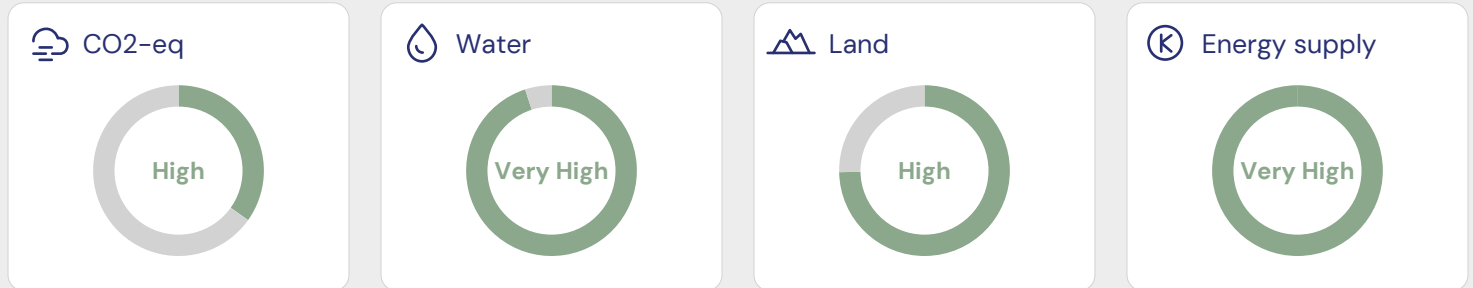 CO2-eq
High
Water
Very High
Land
High
Energy supply
Very High